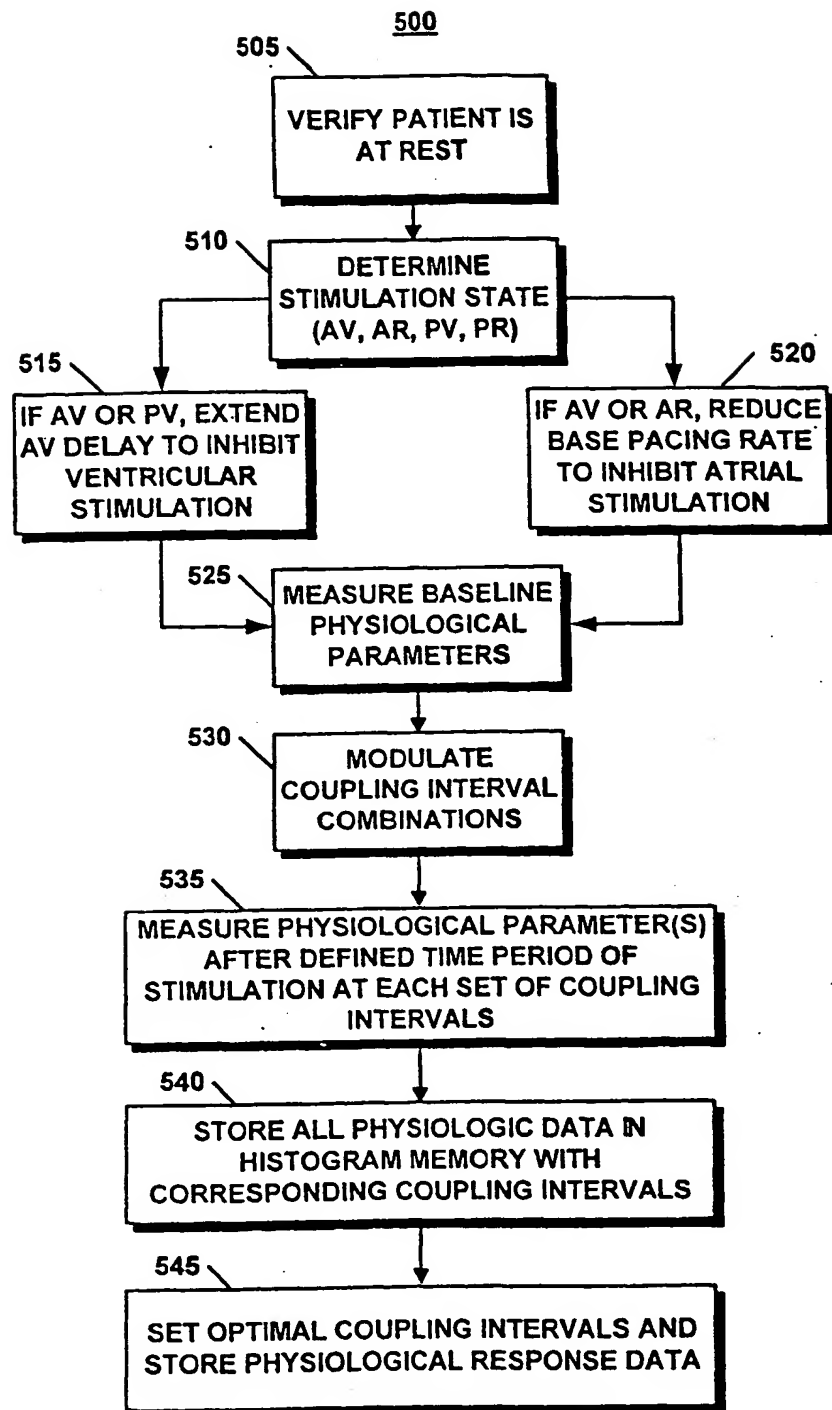 500
505
VERIFY PATIENT IS
AT REST
510
DETERMINE
STIMULATION STATE
(AV, AR, PV, PR)
515
IF AV OR PV, EXTEND
AV DELAY TO INHIBIT
VENTRICULAR
STIMULATION
520
IF AV OR AR, REDUCE
BASE PACING RATE
TO INHIBIT ATRIAL
STIMULATION
525
MEASURE BASELINE
PHYSIOLOGICAL
PARAMETERS
530
MODULATE
COUPLING INTERVAL
COMBINATIONS
535
MEASURE PHYSIOLOGICAL PARAMETER(S)
AFTER DEFINED TIME PERIOD OF
STIMULATION AT EACH SET OF COUPLING
INTERVALS
540
STORE ALL PHYSIOLOGIC DATA IN
HISTOGRAM MEMORY WITH
CORRESPONDING COUPLING INTERVALS
545
SET OPTIMAL COUPLING INTERVALS AND
STORE PHYSIOLOGICAL RESPONSE DATA